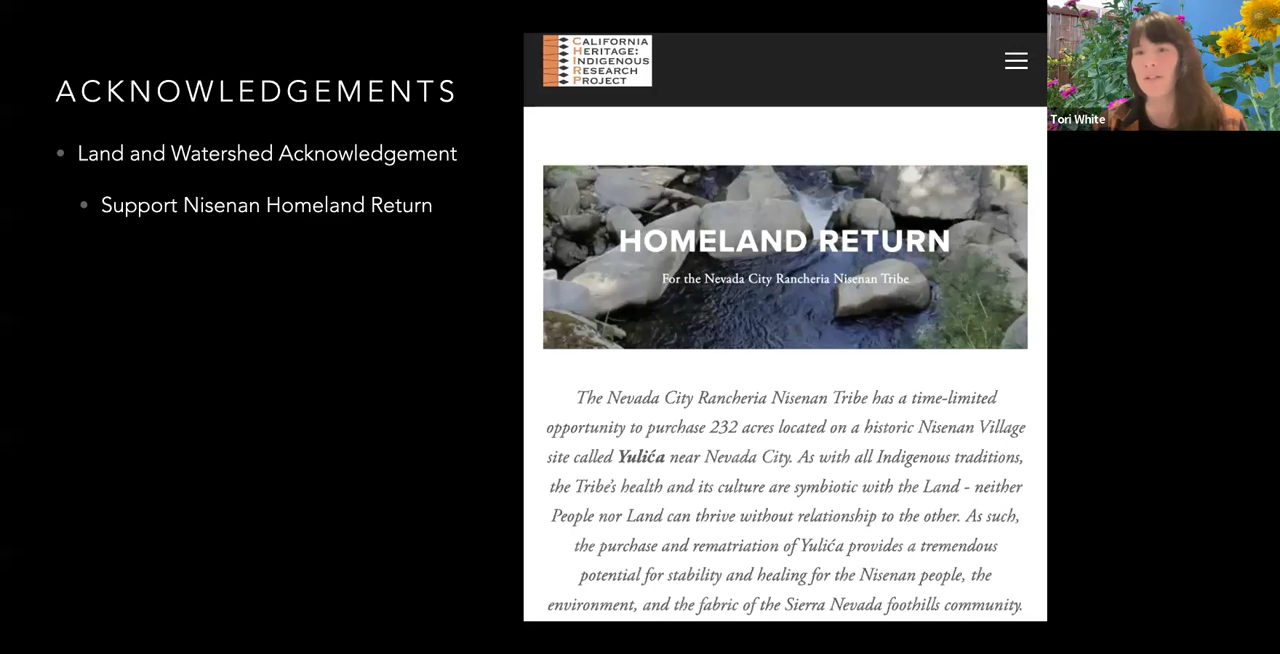 ACKNOWLEDGEMENTS
• Land and Watershed Acknowledgement
• Support Nisenan Homeland Return
CALIFORNIA
HERITAGE:
INDIGENOUS
RESEARCH
PROJECT
HOMELAND RETURN
For the Nevada City Rancheria Nisenan Tribe
The Nevada City Rancheria Nisenan Tribe has a time-limited
opportunity to purchase 232 acres located on a historic Nisenan Village
site called Yulića near Nevada City. As with all Indigenous traditions,
the Tribe's health and its culture are symbiotic with the Land - neither
People nor Land can thrive without relationship to the other. As such,
the purchase and rematriation of Yulića provides a tremendous
potential for stability and healing for the Nisenan people, the
environment, and the fabric of the Sierra Nevada foothills community.
Tori White